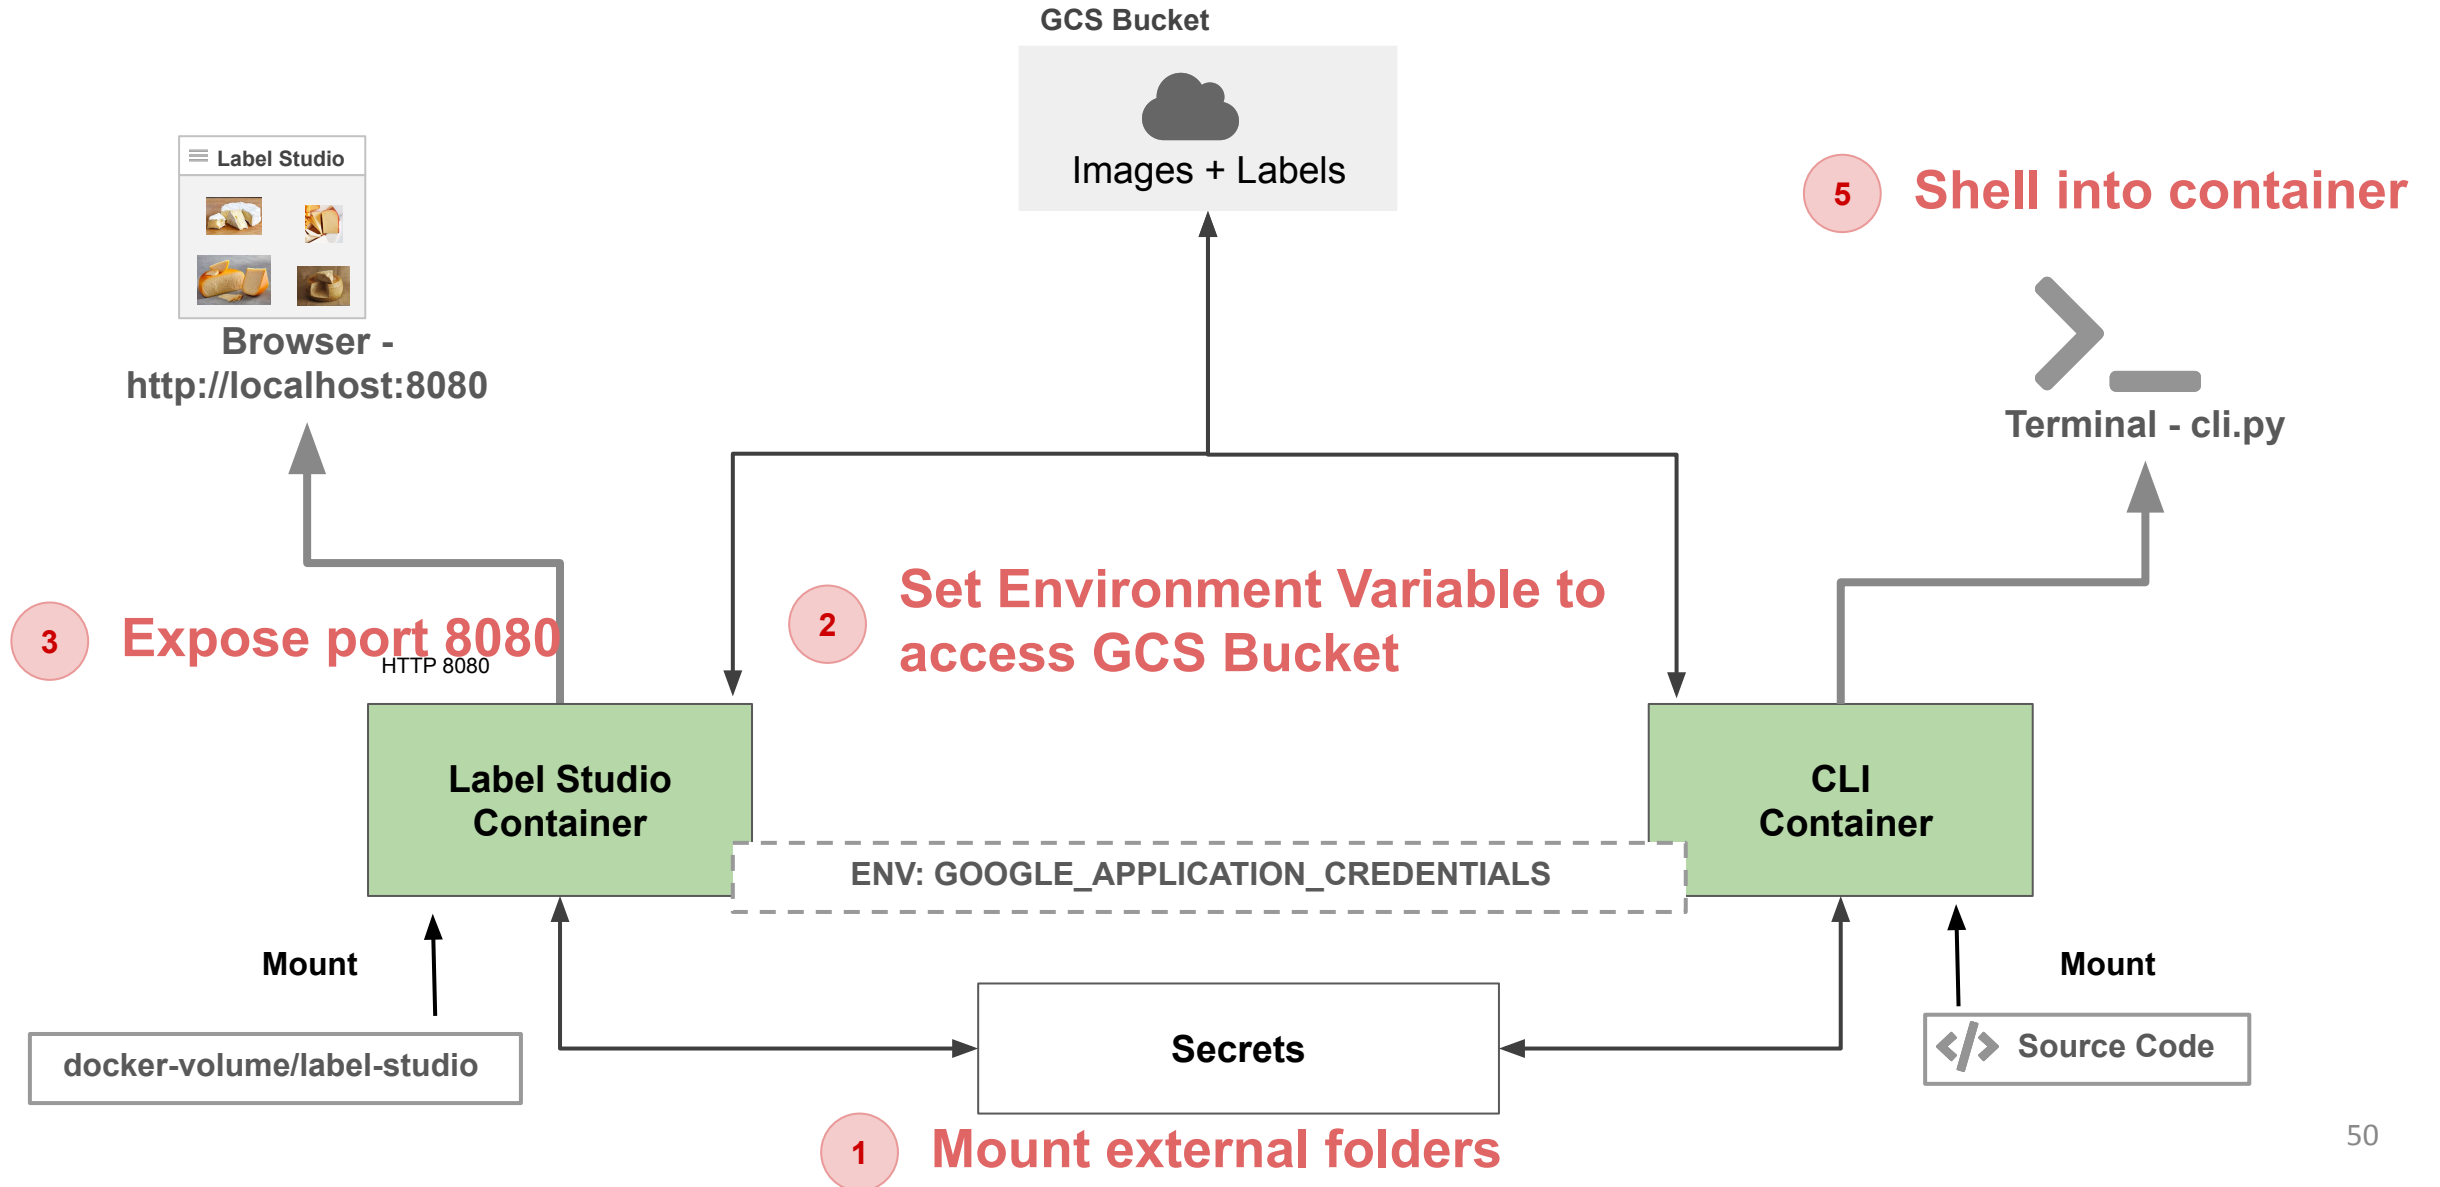 GCS Bucket
Images + Labels
Label Studio
Browser -
http://localhost:8080
5
Shell into container
Terminal - cli.py
3
Expose port 8080
HTTP 8080
2
Set Environment Variable to
access GCS Bucket
Label Studio
Container
CLI
Container
ENV: GOOGLE_APPLICATION_CREDENTIALS
Mount
Mount
docker-volume/label-studio
Secrets
</> Source Code
1
Mount external folders
50